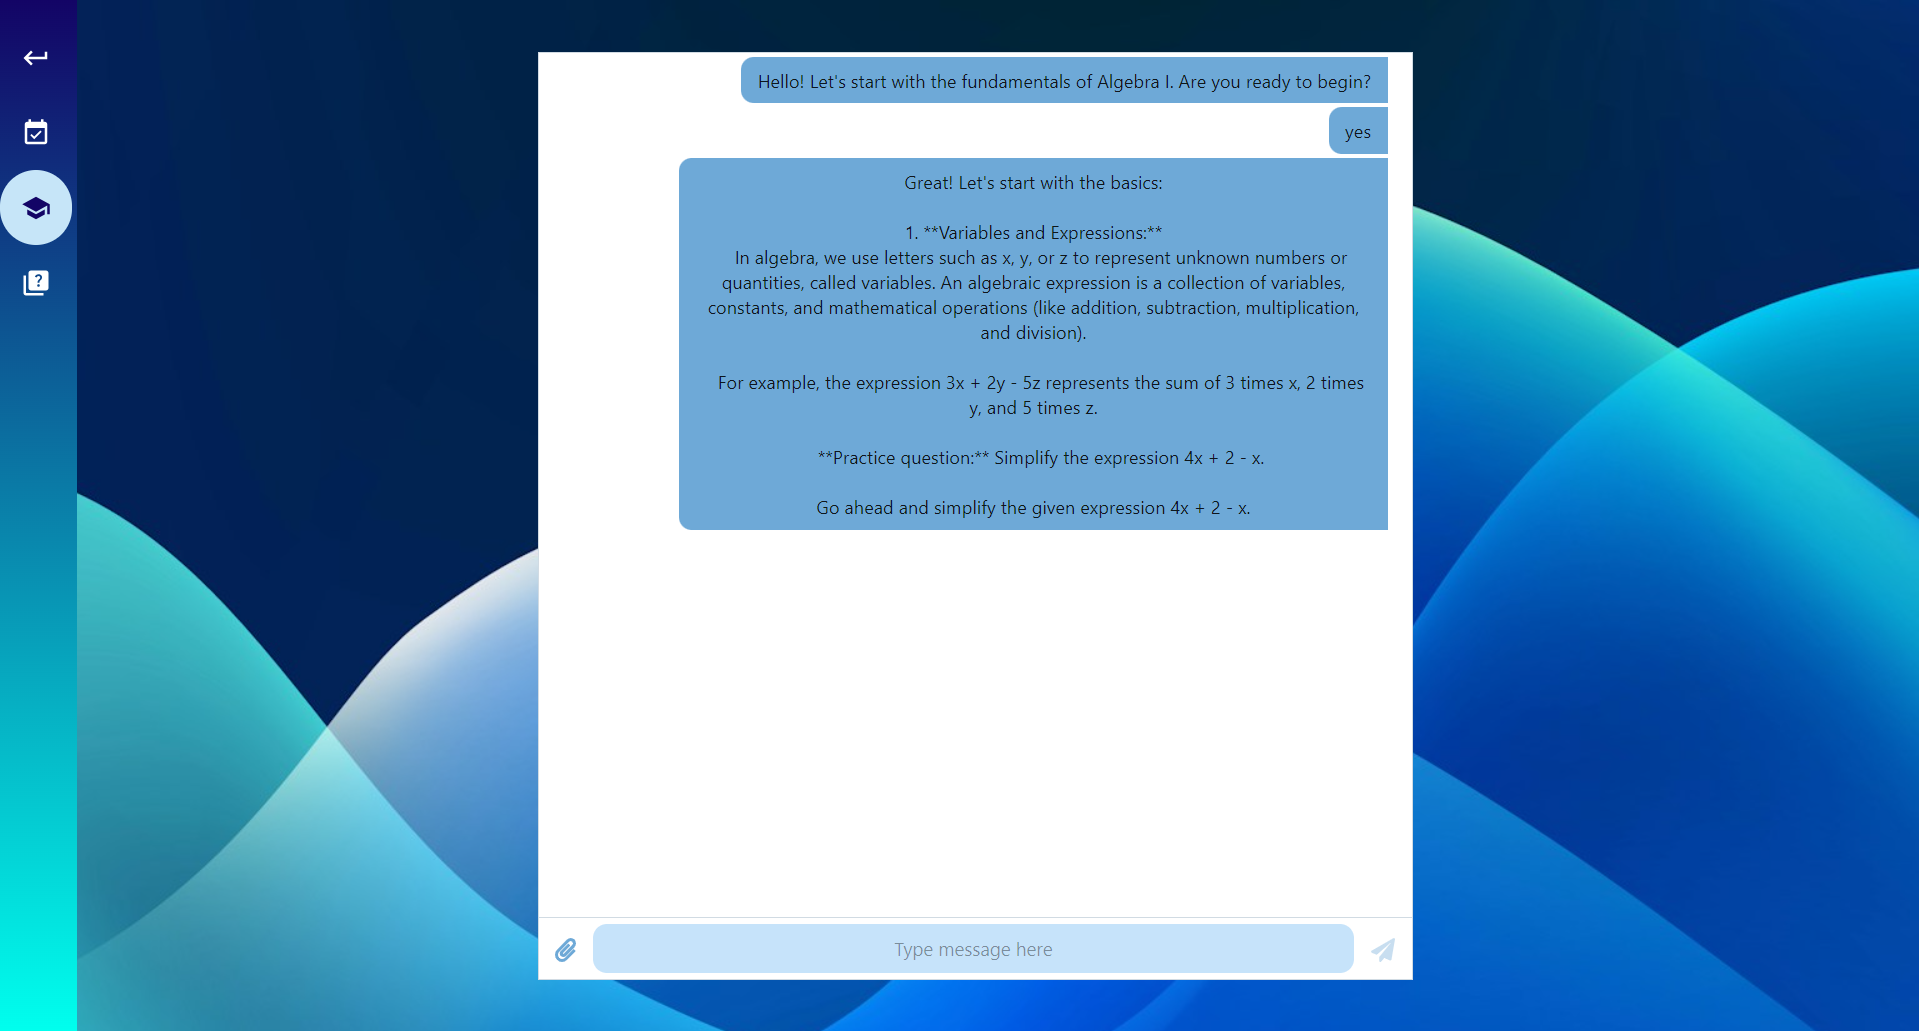 Hello! Let's start with the fundamentals of Algebra I. Are you ready to begin?
yes
Great! Let's start with the basics:
1. **Variables and Expressions:**
In algebra, we use letters such as x, y, or z to represent unknown numbers or
quantities, called variables. An algebraic expression is a collection of variables,
constants, and mathematical operations (like addition, subtraction, multiplication,
and division).
For example, the expression 3x + 2y - 5z represents the sum of 3 times x, 2 times
y, and 5 times z.
**Practice question:** Simplify the expression 4x + 2 - x.
Go ahead and simplify the given expression 4x + 2 - x.
Type message here